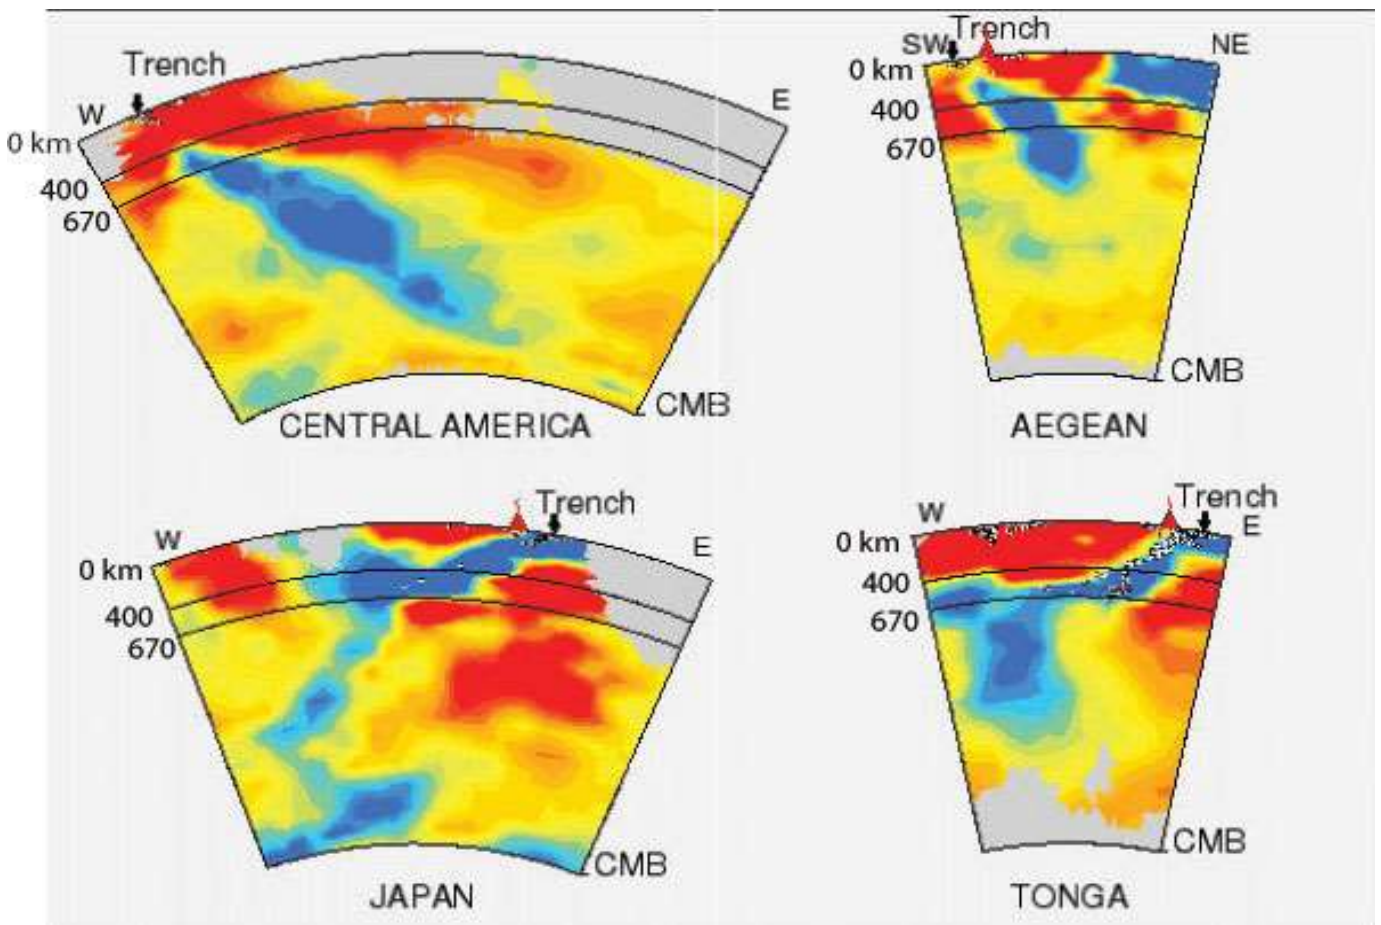 Trench
W
E
0 km
400
670
CMB
CENTRAL AMERICA
Trench
SW
NE
0 km
400
670
CMB
AEGEAN
Trench
W
E
0 km
400
670
CMB
JAPAN
Trench
W
E
0 km
400
670
CMB
TONGA